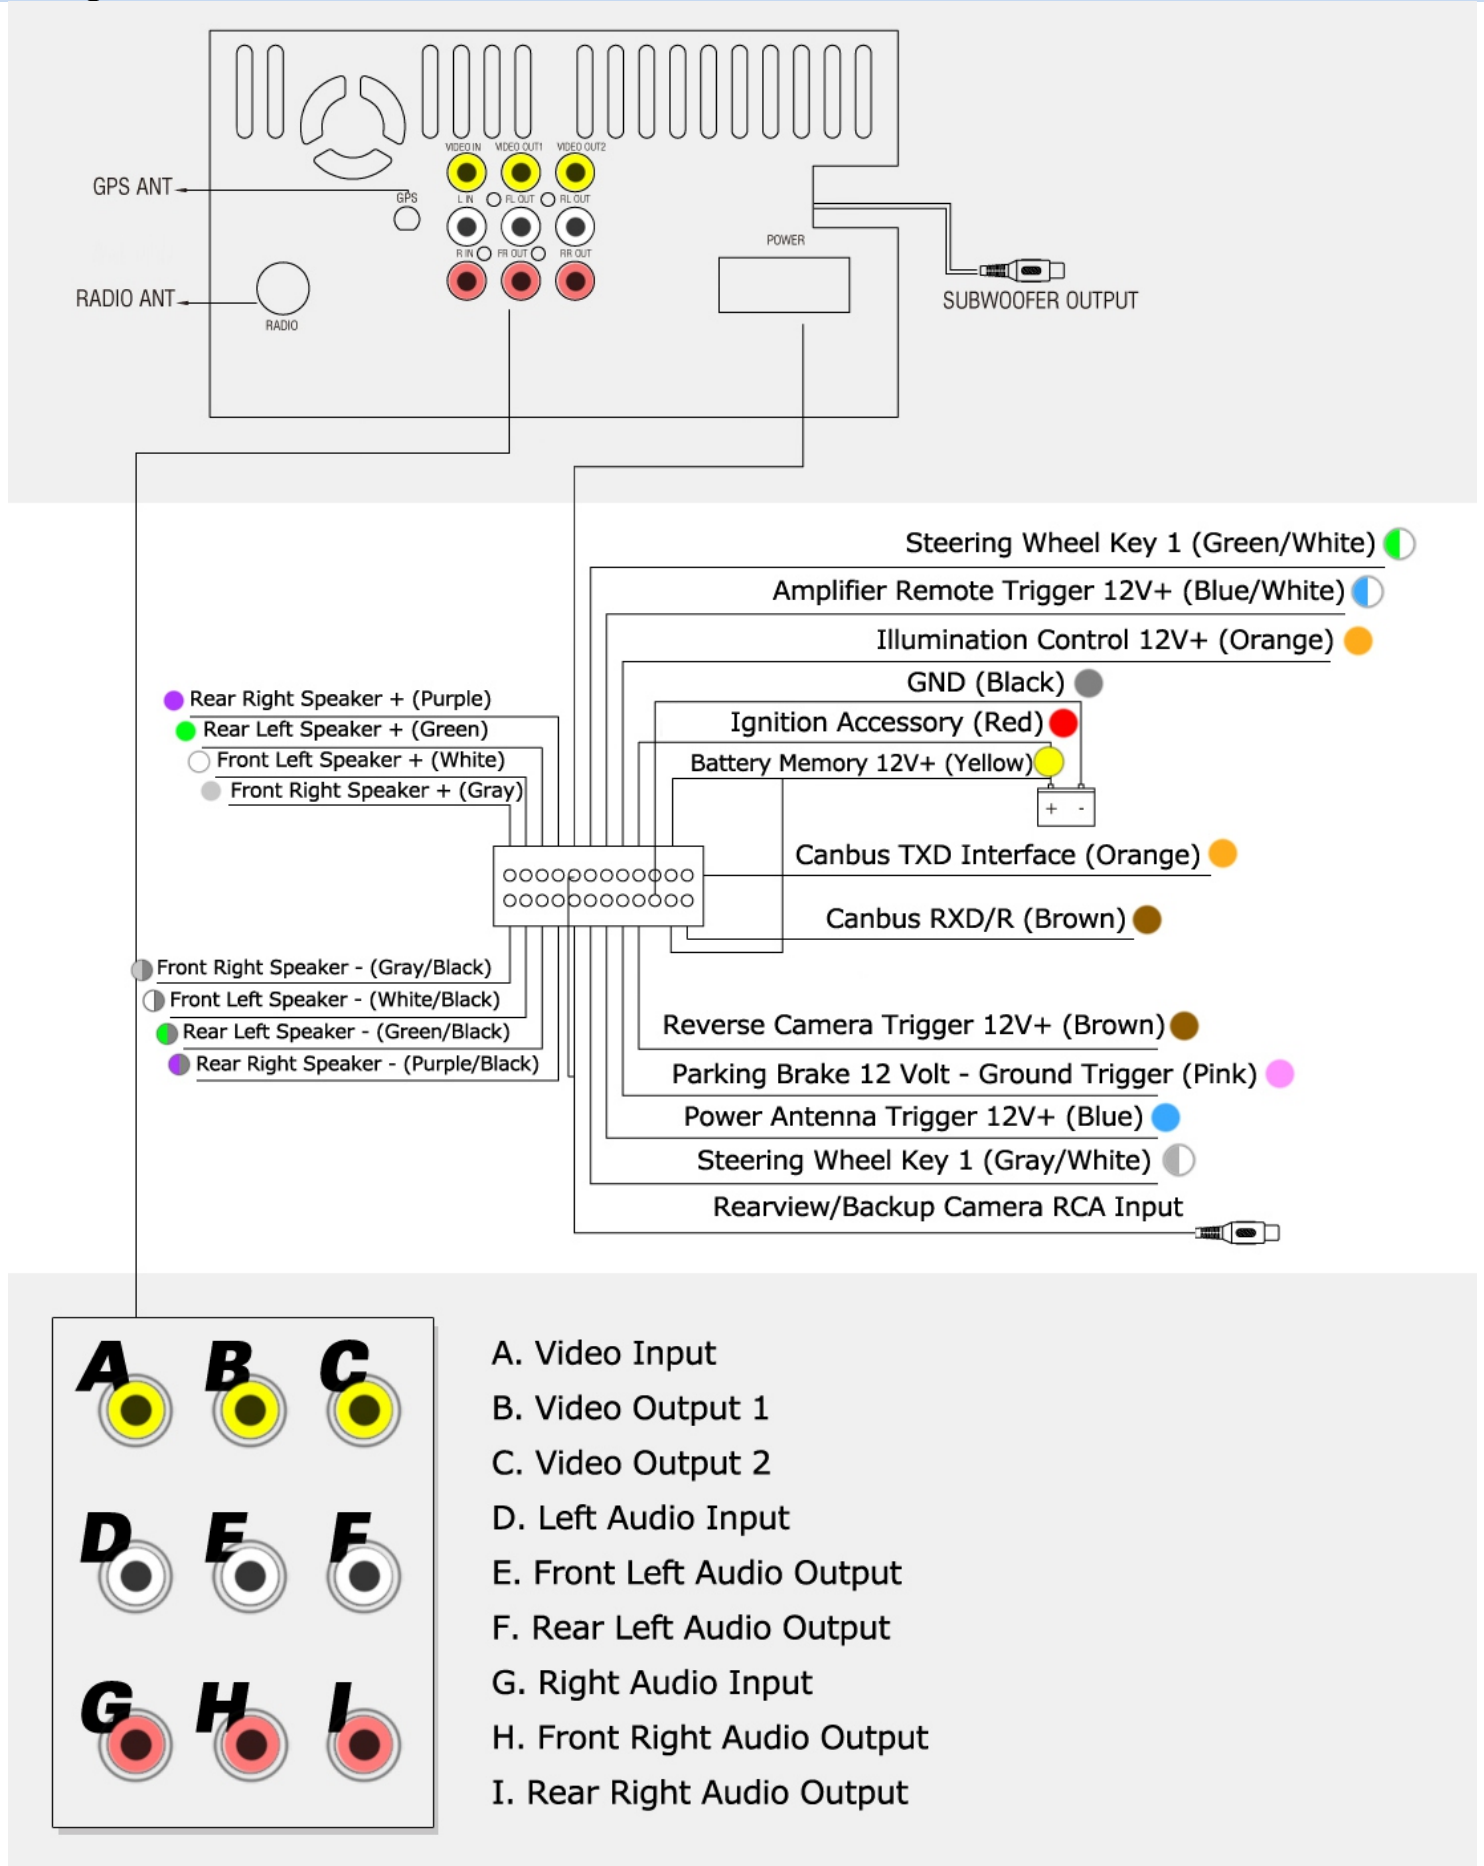 VIDEO IN VIDEO OUT1 VIDEO OUT2
GPS ANT
GPS
L IN FL OUT RL OUT
R IN FR OUT RR OUT
POWER
RADIO ANT
RADIO
SUBWOOFER OUTPUT
Steering Wheel Key 1 (Green/White)
Amplifier Remote Trigger 12V+ (Blue/White)
Illumination Control 12V+ (Orange)
GND (Black)
Ignition Accessory (Red)
Battery Memory 12V+ (Yellow)
+ -
Rear Right Speaker + (Purple)
Rear Left Speaker + (Green)
Front Left Speaker + (White)
Front Right Speaker + (Gray)
Canbus TXD Interface (Orange)
Canbus RXD/R (Brown)
Front Right Speaker - (Gray/Black)
Front Left Speaker - (White/Black)
Rear Left Speaker - (Green/Black)
Rear Right Speaker - (Purple/Black)
Reverse Camera Trigger 12V+ (Brown)
Parking Brake 12 Volt - Ground Trigger (Pink)
Power Antenna Trigger 12V+ (Blue)
Steering Wheel Key 1 (Gray/White)
Rearview/Backup Camera RCA Input
A B C
D E F
G H I
A. Video Input
B. Video Output 1
C. Video Output 2
D. Left Audio Input
E. Front Left Audio Output
F. Rear Left Audio Output
G. Right Audio Input
H. Front Right Audio Output
I. Rear Right Audio Output